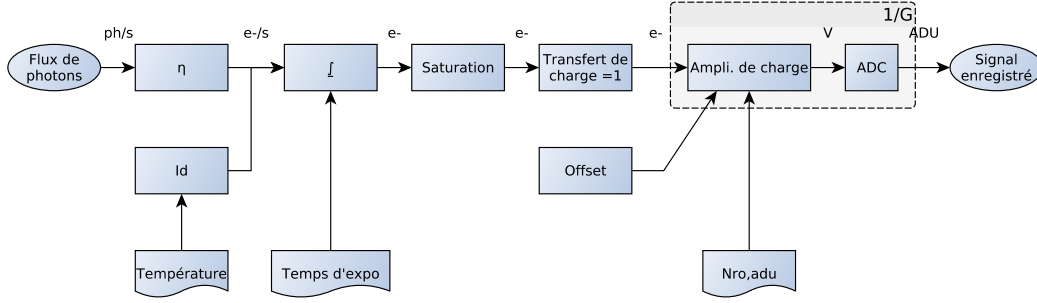 1/G
ph/s
e-/s
e-
e-
e-
V
ADU
Flux de
photons
η
∫
Saturation
Transfert de
charge =1
Ampli. de charge
ADC
Signal
enregistré
Id
Offset
Température
Temps d'expo
Nro,adu